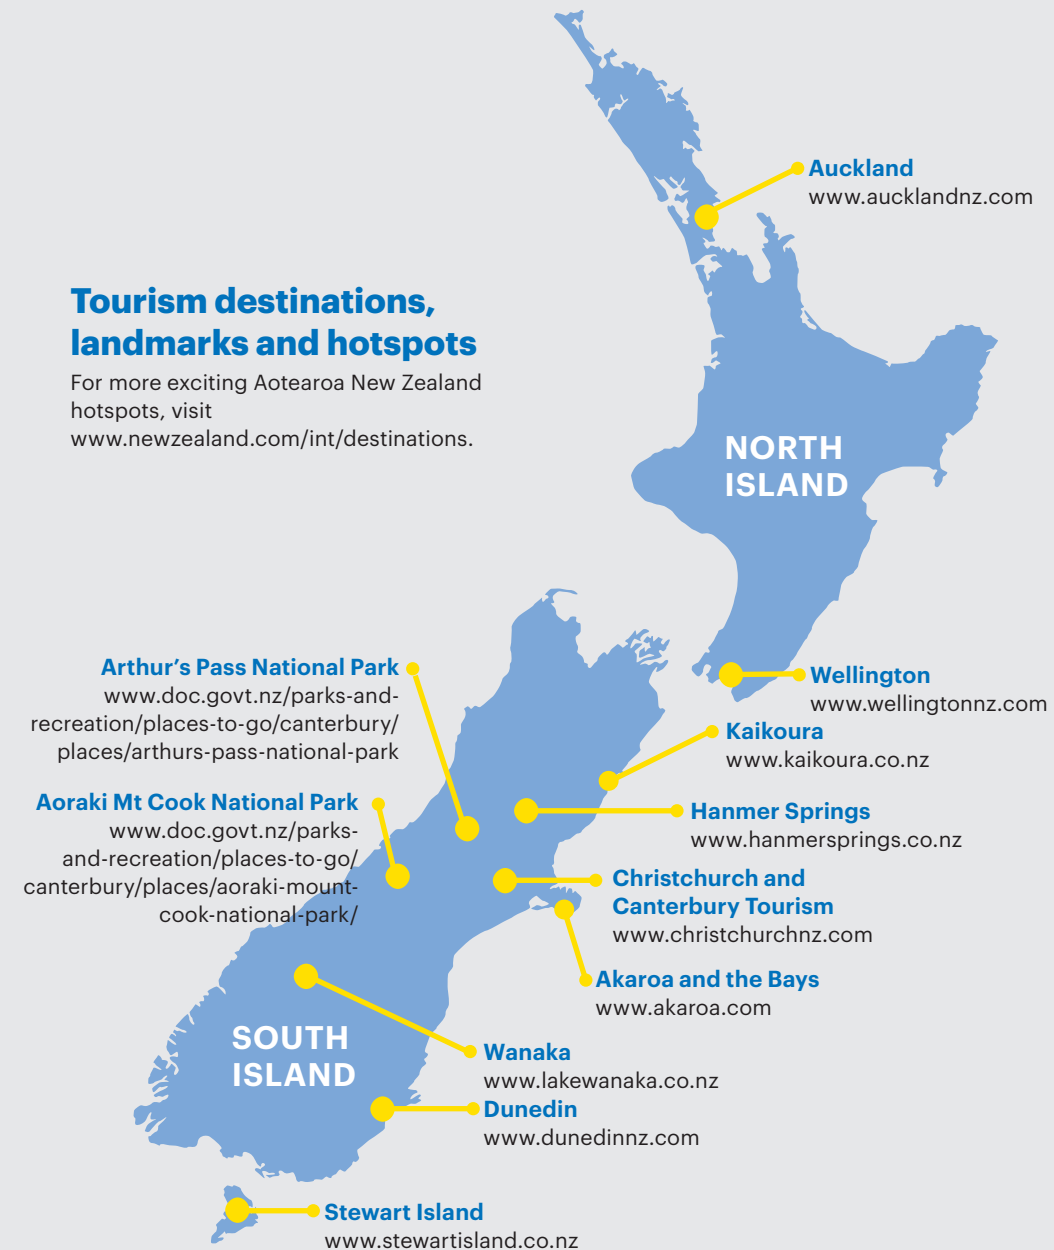 Auckland
www.aucklandnz.com
Tourism destinations,
landmarks and hotspots
For more exciting Aotearoa New Zealand
hotspots, visit
www.newzealand.com/int/destinations.
NORTH
ISLAND
Arthur’s Pass National Park
www.doc.govt.nz/parks-and-
recreation/places-to-go/canterbury/
places/arthurs-pass-national-park
Wellington
www.wellingtonnz.com
Kaikoura
www.kaikoura.co.nz
Aoraki Mt Cook National Park
www.doc.govt.nz/parks-
and-recreation/places-to-go/
canterbury/places/aoraki-mount-
cook-national-park/
Hanmer Springs
www.hanmersprings.co.nz
Christchurch and
Canterbury Tourism
www.christchurchnz.com
Akaroa and the Bays
www.akaroa.com
SOUTH
ISLAND
Wanaka
www.lakewanaka.co.nz
Dunedin
www.dunedinnz.com
Stewart Island
www.stewartisland.co.nz